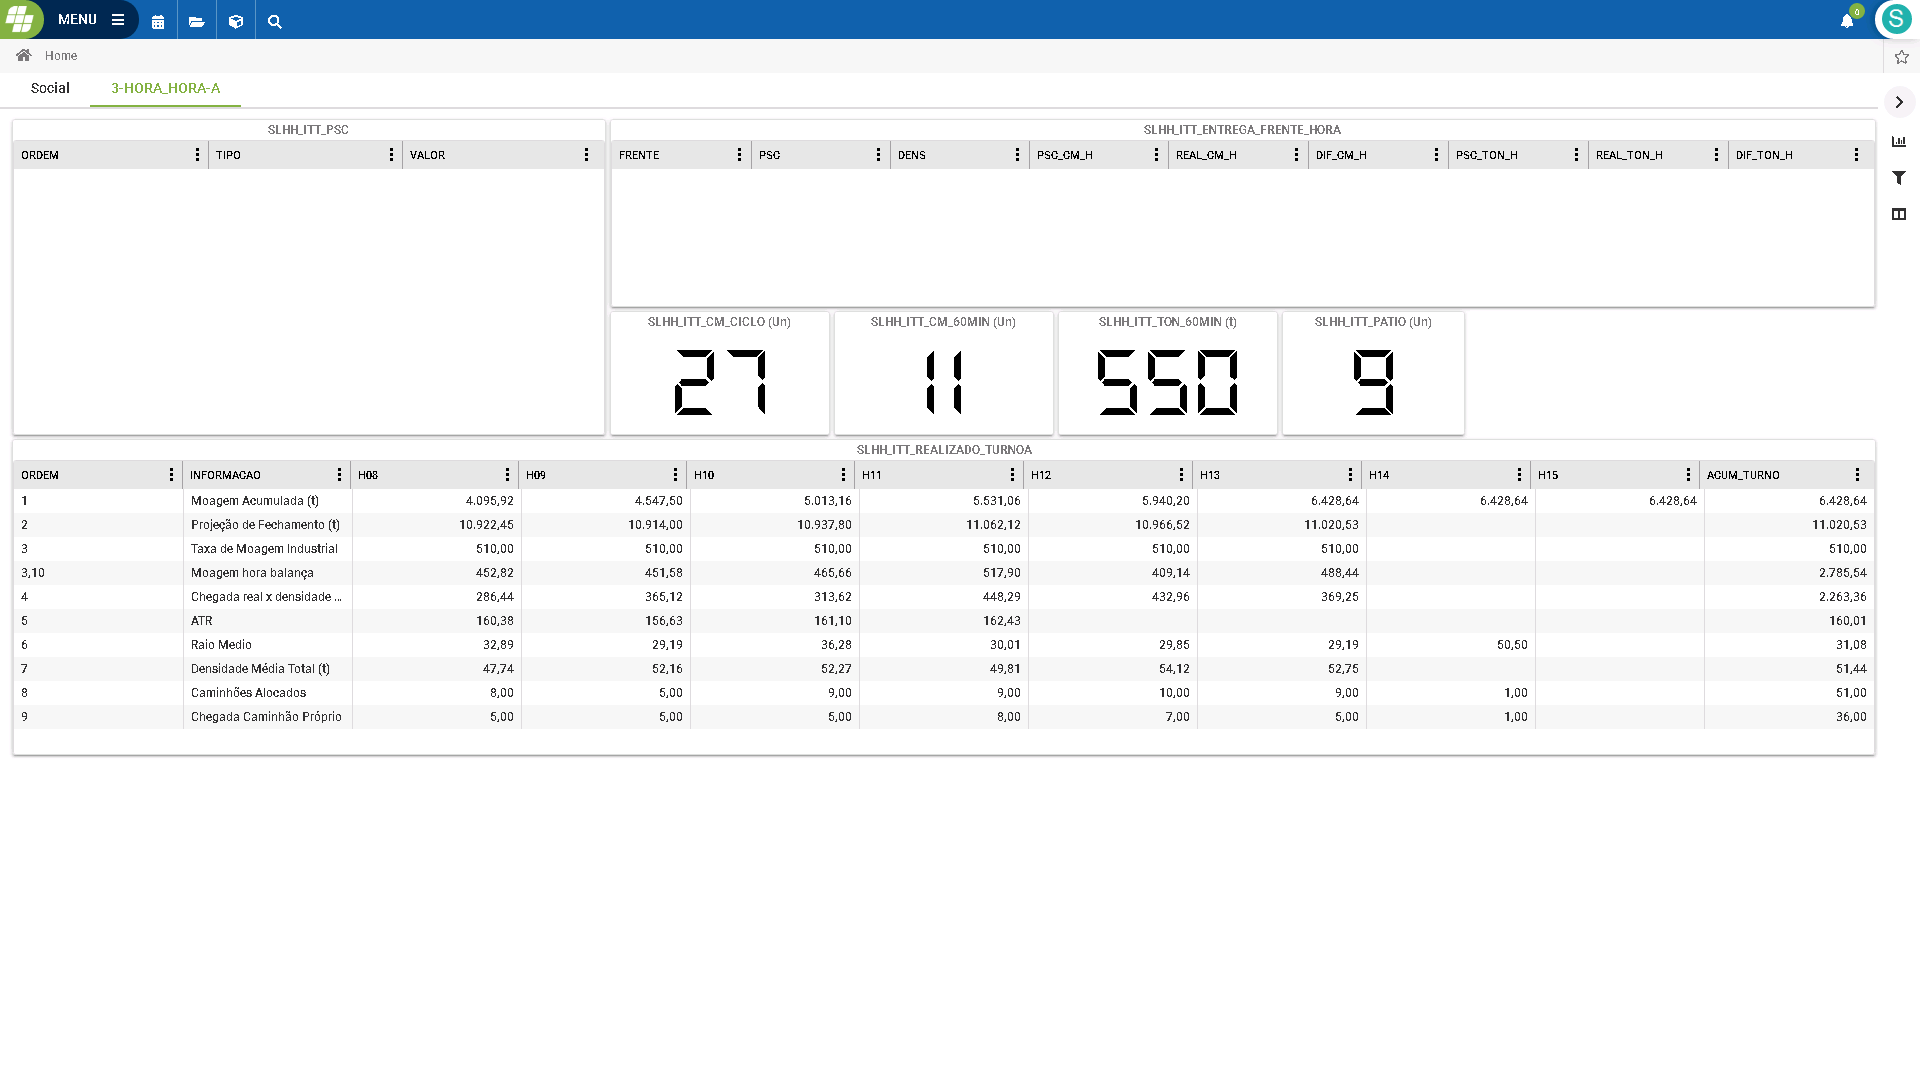 MENU
0
S
Home
Social 3-HORA_HORA-A
SLHH_ITT_PSC
ORDEM TIPO VALOR
SLHH_ITT_ENTREGA_FRENTE_HORA
FRENTE PSC DENS PSC_CM_H REAL_CM_H DIF_CM_H PSC_TON_H REAL_TON_H DIF_TON_H
SLHH_ITT_CM_CICLO (Un)
27
SLHH_ITT_CM_60MIN (Un)
11
SLHH_ITT_TON_60MIN (t)
550
SLHH_ITT_PATIO (Un)
9
SLHH_ITT_REALIZADO_TURNOA
ORDEM INFORMACAO H08 H09 H10 H11 H12 H13 H14 H15 ACUM_TURNO
1 Moagem Acumulada (t) 4.095,92 4.547,50 5.013,16 5.531,06 5.940,20 6.428,64 6.428,64 6.428,64 6.428,64
2 Projeção de Fechamento (t) 10.922,45 10.914,00 10.937,80 11.062,12 10.966,52 11.020,53 11.020,53
3 Taxa de Moagem Industrial 510,00 510,00 510,00 510,00 510,00 510,00 510,00
3,10 Moagem hora balança 452,82 451,58 465,66 517,90 409,14 488,44 2.785,54
4 Chegada real x densidade ... 286,44 365,12 313,62 448,29 432,96 369,25 2.263,36
5 ATR 160,38 156,63 161,10 162,43 160,01
6 Raio Medio 32,89 29,19 36,28 30,01 29,85 29,19 50,50 31,08
7 Densidade Média Total (t) 47,74 52,16 52,27 49,81 54,12 52,75 51,44
8 Caminhões Alocados 8,00 5,00 9,00 9,00 10,00 9,00 1,00 51,00
9 Chegada Caminhão Próprio 5,00 5,00 5,00 8,00 7,00 5,00 1,00 36,00